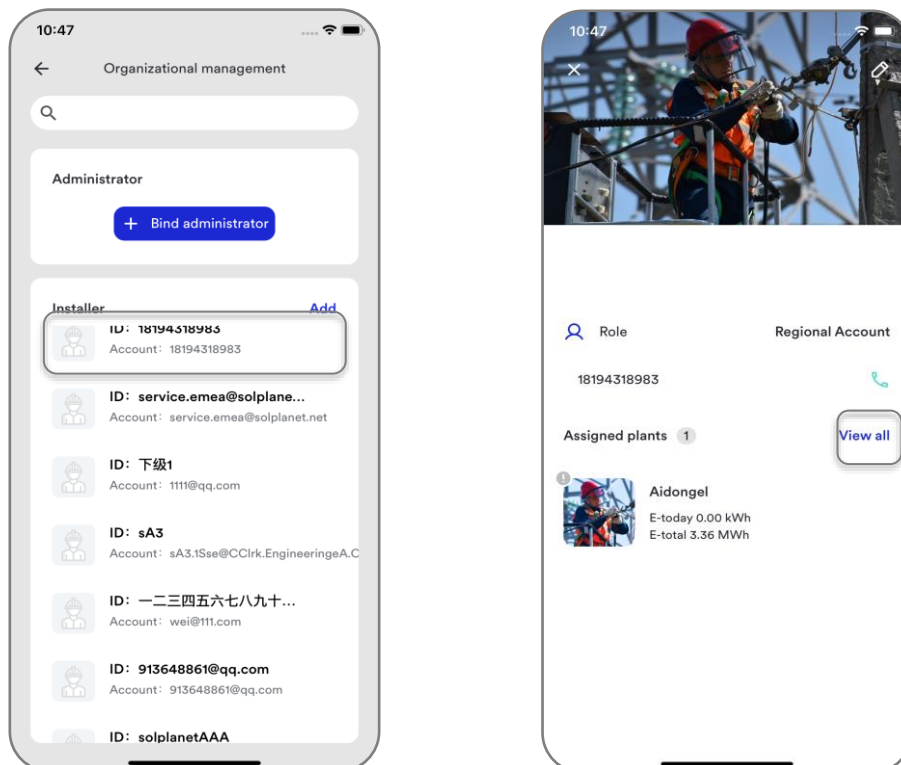 10:47
Organizational management
Administrator
+ Bind administrator
Installer
Add
ID: 18194318983
Account: 18194318983
ID: service.emea@solplane...
Account: service.emea@solplanet.net
ID: 下级1
Account: 1111@qq.com
ID: sA3
Account: sA3.1Sse@CClrk.EngineeringeA.C
ID: 一二三四五六七八九十...
Account: wei@111.com
ID: 913648861@qq.com
Account: 913648861@qq.com
ID: solplanetAAA
10:47
Role
Regional Account
18194318983
Assigned plants 1
View all
Aidongel
E-today 0.00 kWh
E-total 3.36 MWh